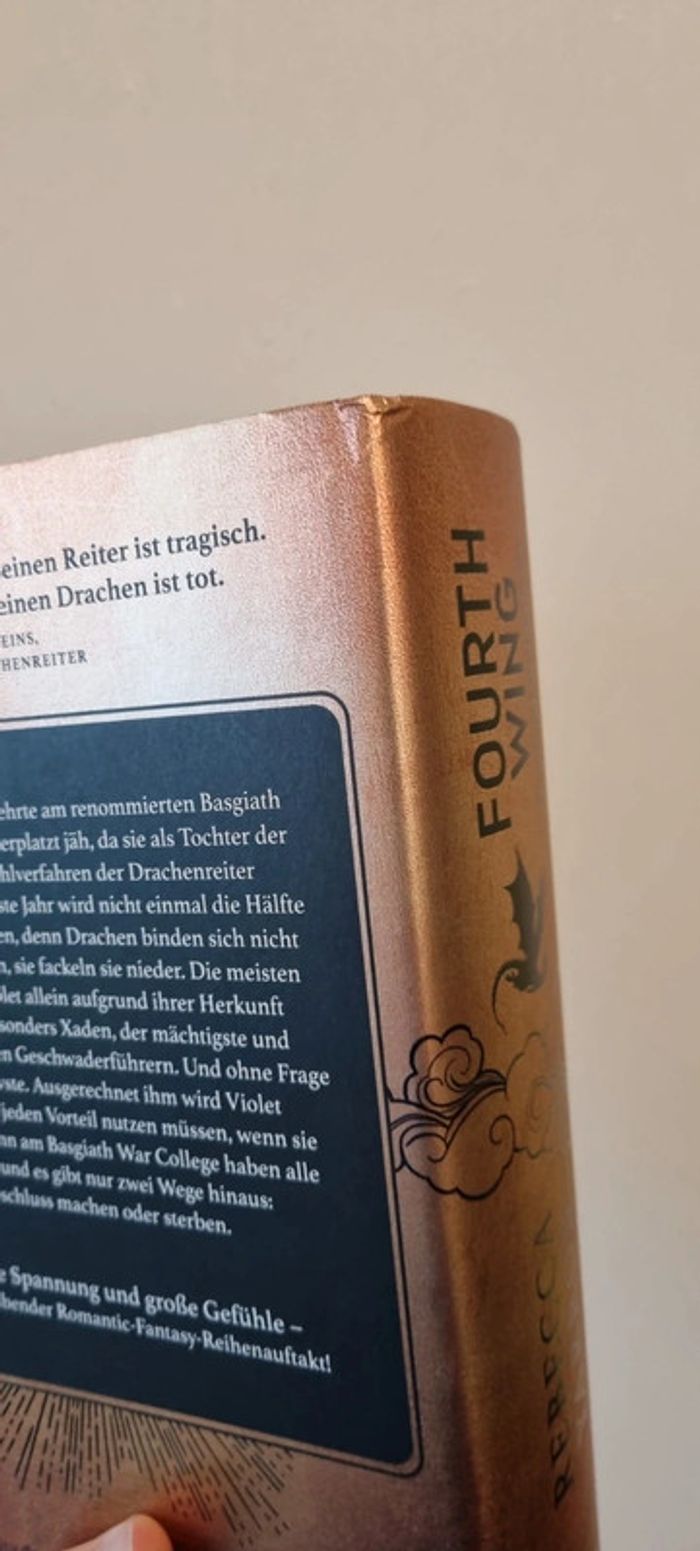 einen Reiter ist tragisch.
einen Drachen ist tot.
EINS,
HENREITER
ehrte am renommierten Basgiath
erplatzt jäh, da sie als Tochter der
hlverfahren der Drachenreiter
ste Jahr wird nicht einmal die Hälfte
en, denn Drachen binden sich nicht
n, sie fackeln sie nieder. Die meisten
let allein aufgrund ihrer Herkunft
sonders Xaden, der mächtigste und
n Geschwaderführern. Und ohne Frage
vste. Ausgerechnet ihm wird Violet
jeden Vorteil nutzen müssen, wenn sie
nn am Basgiath War College haben alle
und es gibt nur zwei Wege hinaus:
schluss machen oder sterben.
e Spannung und große Gefühle –
bender Romantic-Fantasy-Reihenauftakt!
FOURTH
WING
REBECCA